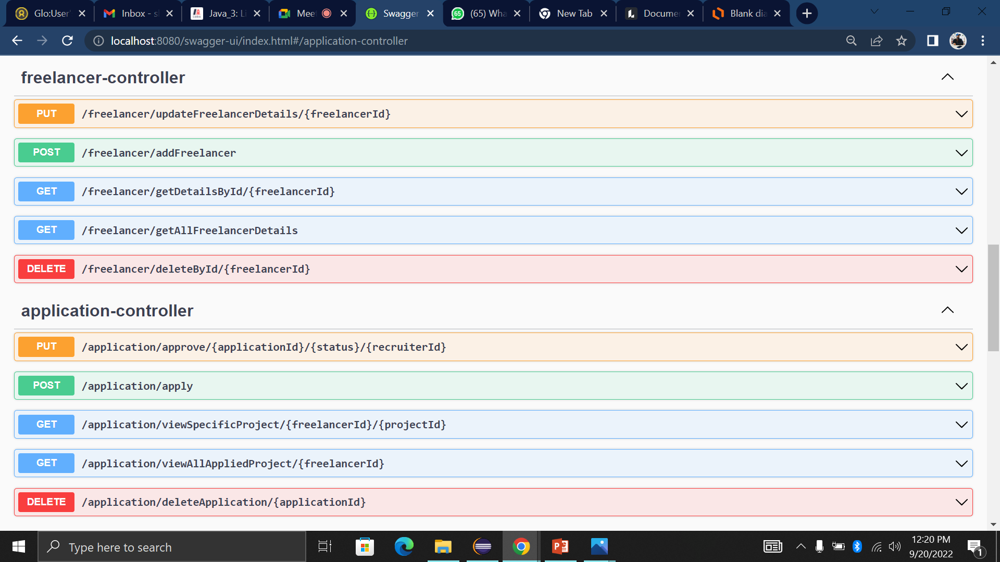 Glo:User'
Inbox - s
Java_3: Li
Meet
Swagger
(65) Wha
New Tab
Documen
Blank dia
localhost:8080/swagger-ui/index.html#/application-controller
freelancer-controller
PUT /freelancer/updateFreelancerDetails/{freelancerId}
POST /freelancer/addFreelancer
GET /freelancer/getDetailsById/{freelancerId}
GET /freelancer/getAllFreelancerDetails
DELETE /freelancer/deleteById/{freelancerId}
application-controller
PUT /application/approve/{applicationId}/{status}/{recruiterId}
POST /application/apply
GET /application/viewSpecificProject/{freelancerId}/{projectId}
GET /application/viewAllAppliedProject/{freelancerId}
DELETE /application/deleteApplication/{applicationId}
Type here to search
12:20 PM
9/20/2022
1